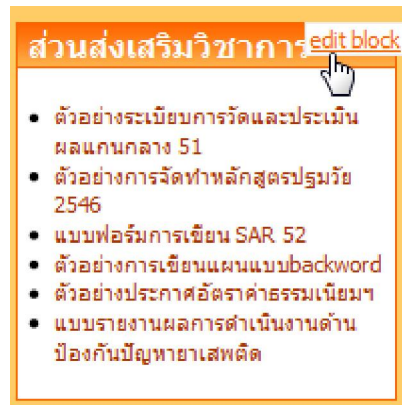 ส่วนส่งเสริมวิชาการ edit block
ตัวอย่างระเบียบการวัดและประเมิน
ผลแกนกลาง 51
ตัวอย่างการจัดทำหลักสูตรปฐมวัย
2546
แบบฟอร์มการเขียน SAR 52
ตัวอย่างการเขียนแผนแบบbackword
ตัวอย่างประกาศอัตราค่าธรรมเนียมฯ
แบบรายงานผลการดำเนินงานด้าน
ป้องกันปัญหายาเสพติด